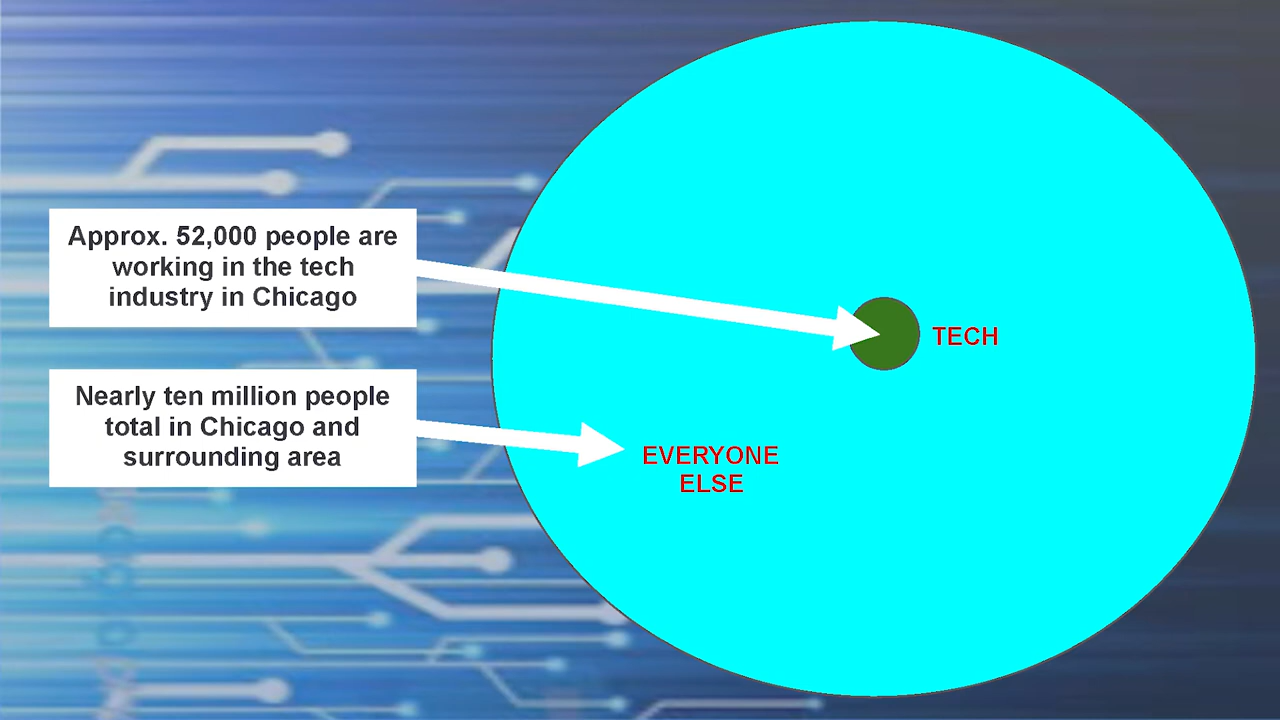 Approx. 52,000 people are
working in the tech
industry in Chicago
Nearly ten million people
total in Chicago and
surrounding area
TECH
EVERYONE
ELSE